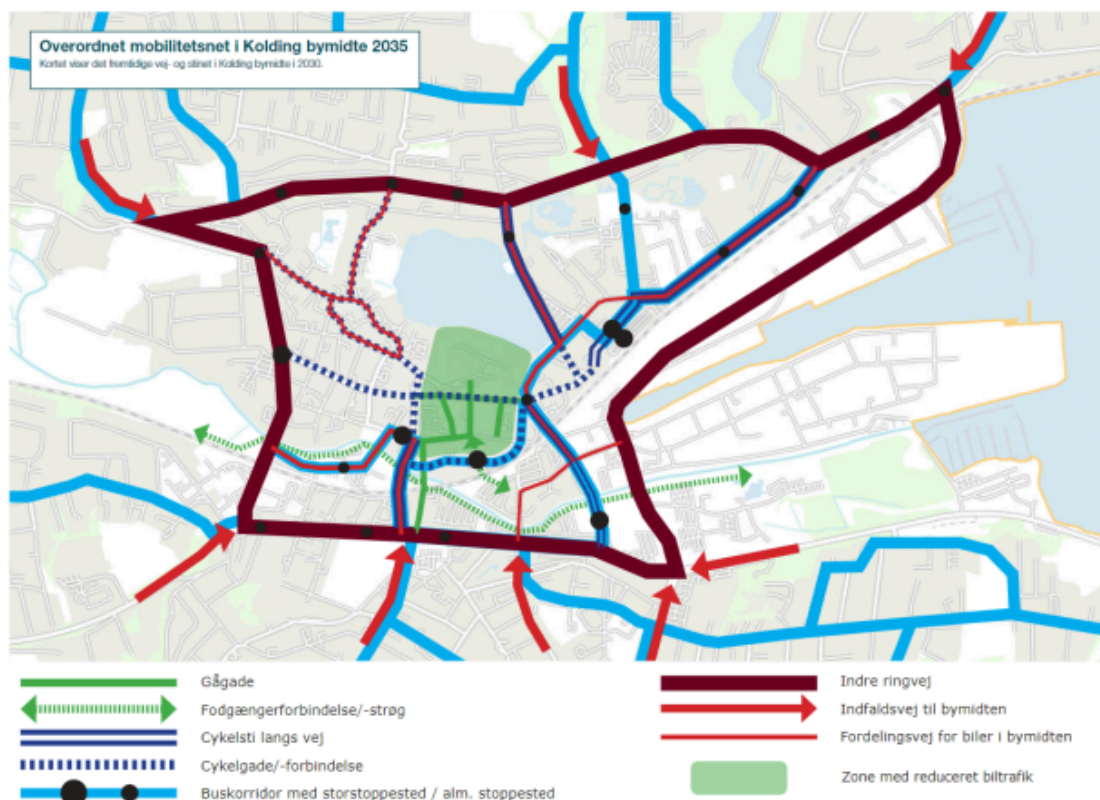 Overordnet mobilitetsnet i Kolding bymidte 2035
Kortet viser det fremtidige vej- og stinet i Kolding bymidte i 2030.
Gågade
Fodgængerforbindelse/-strøg
Cykelsti langs vej
Cykelgade/-forbindelse
Buskorridor med storstoppested / alm. stoppested
Indre ringvej
Indfaldsvej til bymidten
Fordelingsvej for biler i bymidten
Zone med reduceret biltrafik